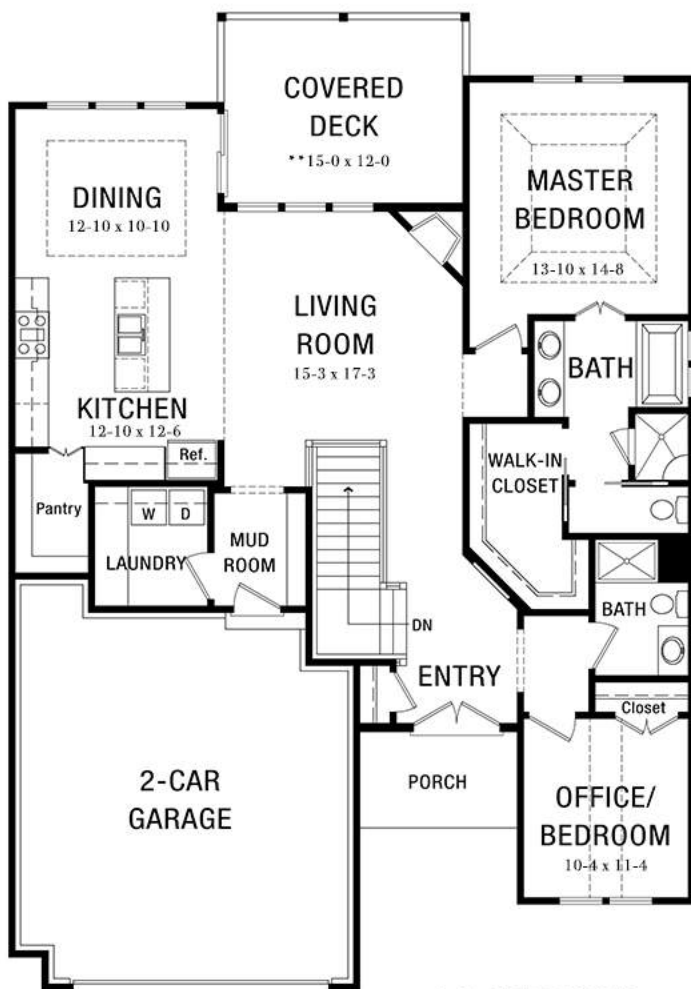 COVERED
DECK
**15-0 x 12-0
DINING
12-10 x 10-10
MASTER
BEDROOM
13-10 x 14-8
LIVING
ROOM
15-3 x 17-3
BATH
KITCHEN
12-10 x 12-6
Ref.
WALK-IN
CLOSET
Pantry
W
D
LAUNDRY
MUD
ROOM
BATH
DN
ENTRY
Closet
2-CAR
GARAGE
PORCH
OFFICE/
BEDROOM
10-4 x 11-4